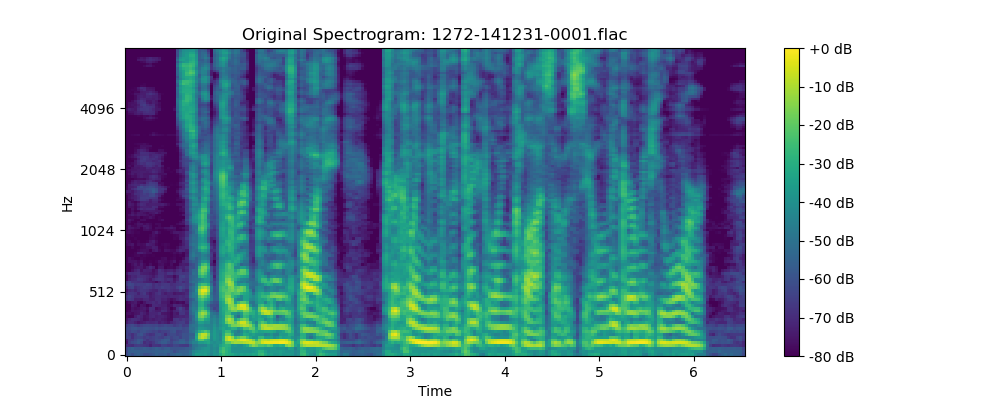 Original Spectrogram: 1272-141231-0001.flac
Hz
4096
2048
1024
512
0
0 1 2 3 4 5 6
Time
+0 dB
-10 dB
-20 dB
-30 dB
-40 dB
-50 dB
-60 dB
-70 dB
-80 dB